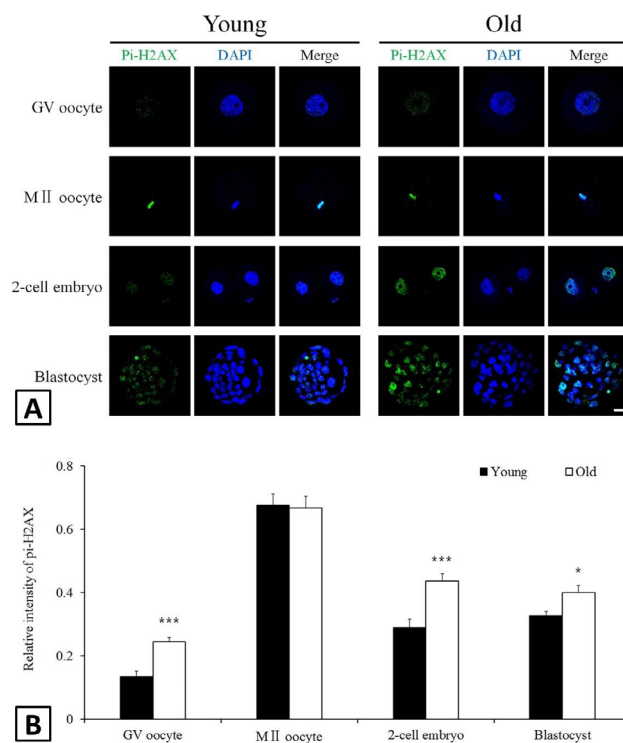 Young Old
Pi-H2AX DAPI Merge Pi-H2AX DAPI Merge
GV oocyte
MⅡ oocyte
2-cell embryo
Blastocyst
A
0.8
Young Old
0.6
0.4
0.2
0
Relative intensity of pi-H2AX
***
***
*
GV oocyte MⅡ oocyte 2-cell embryo Blastocyst
B